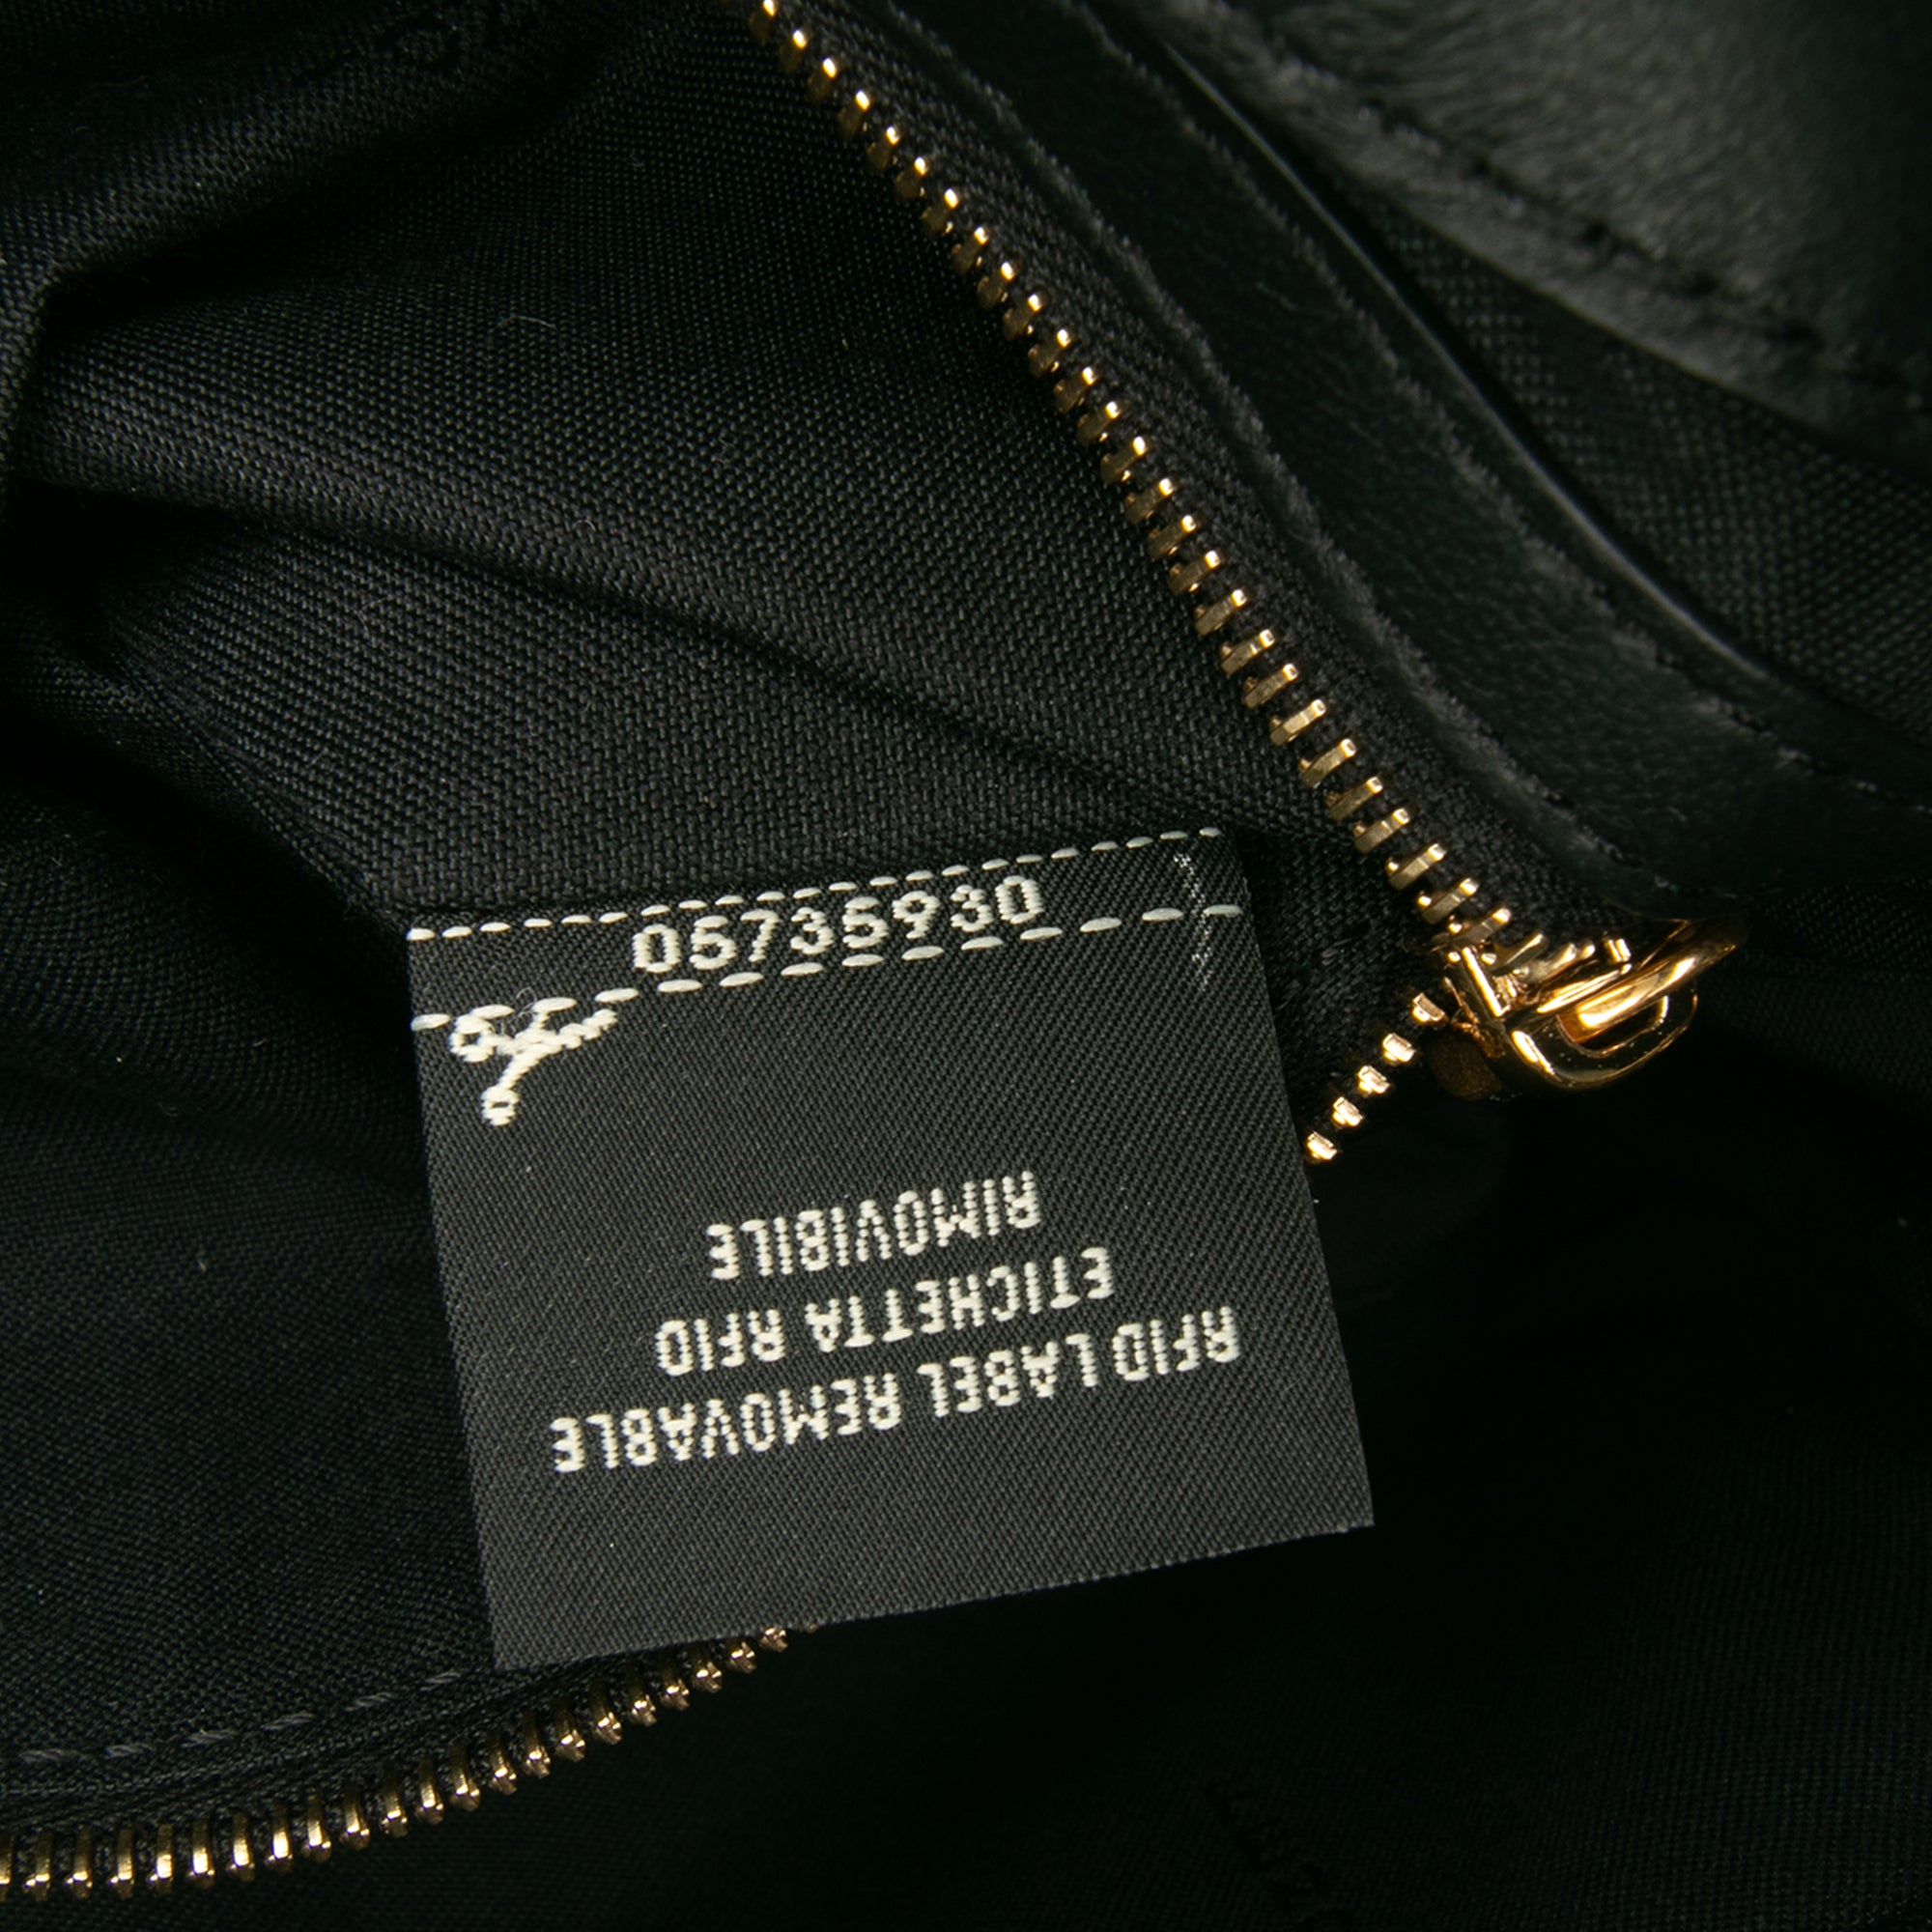 05735930
RFID LABEL REMOVABLE
ETICHETTA RFID
RIMOVIBILE